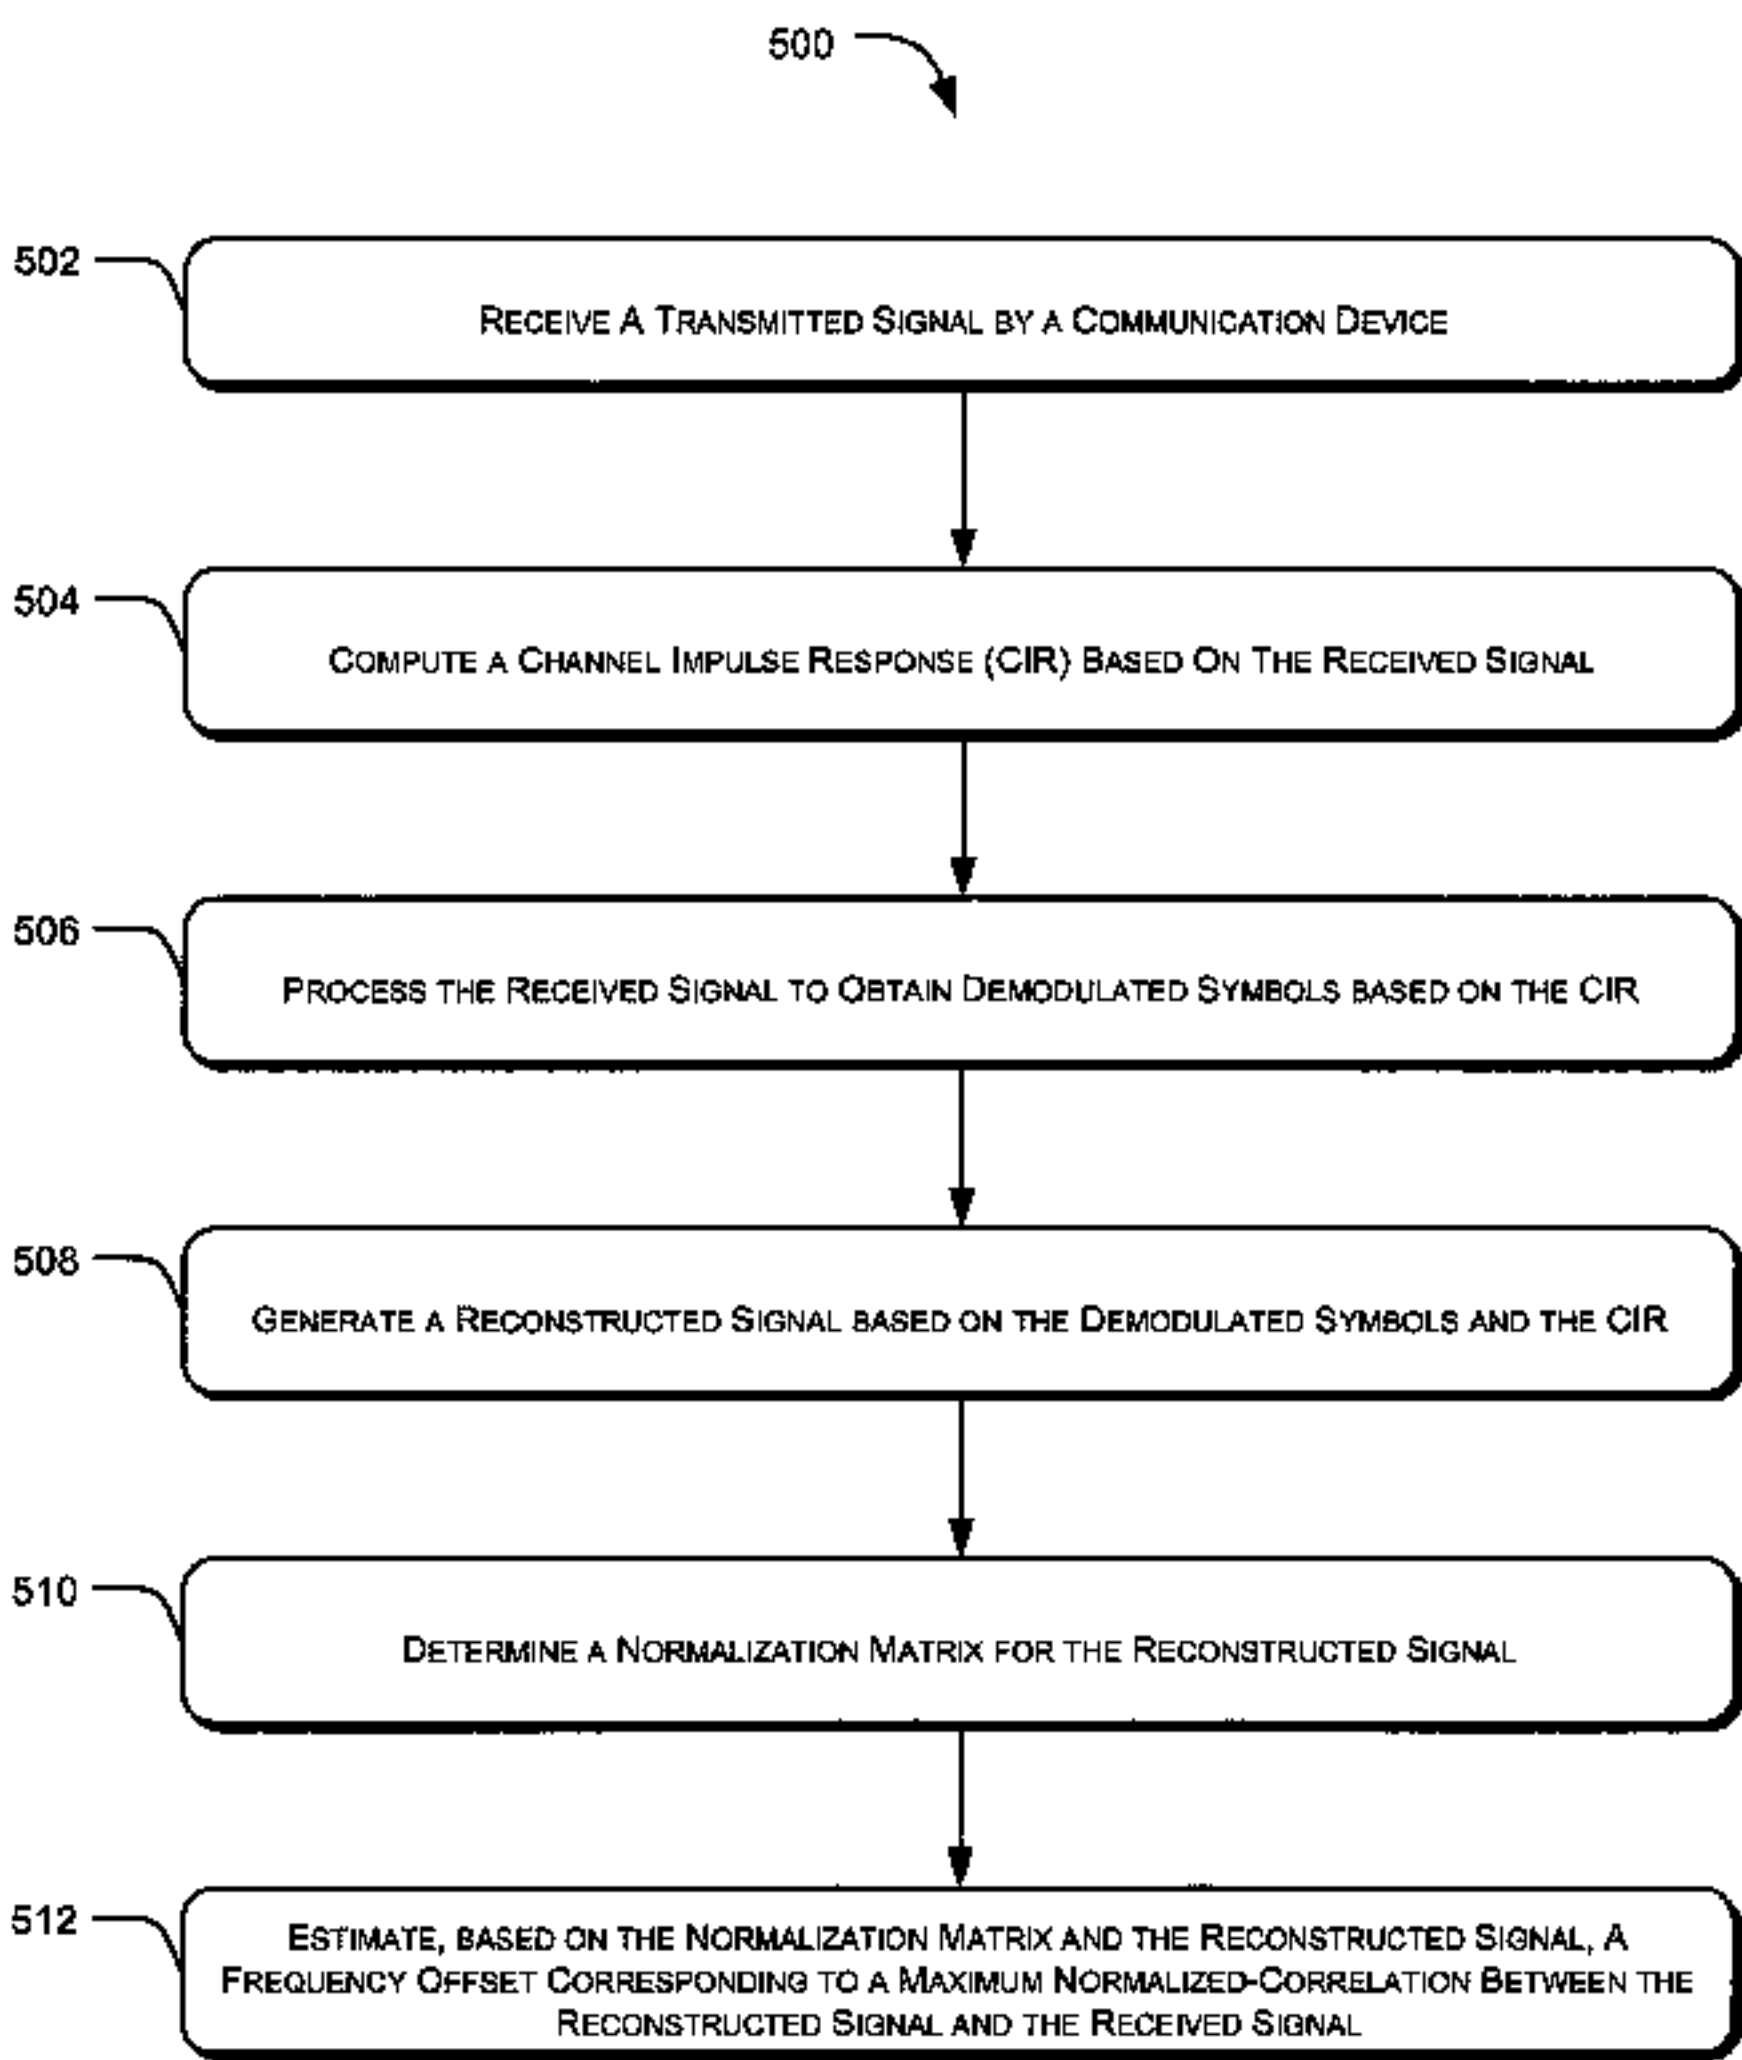 500
502
RECEIVE A TRANSMITTED SIGNAL BY A COMMUNICATION DEVICE
504
COMPUTE A CHANNEL IMPULSE RESPONSE (CIR) BASED ON THE RECEIVED SIGNAL
506
PROCESS THE RECEIVED SIGNAL TO OBTAIN DEMODULATED SYMBOLS BASED ON THE CIR
508
GENERATE A RECONSTRUCTED SIGNAL BASED ON THE DEMODULATED SYMBOLS AND THE CIR
510
DETERMINE A NORMALIZATION MATRIX FOR THE RECONSTRUCTED SIGNAL
512
ESTIMATE, BASED ON THE NORMALIZATION MATRIX AND THE RECONSTRUCTED SIGNAL, A
FREQUENCY OFFSET CORRESPONDING TO A MAXIMUM NORMALIZED-CORRELATION BETWEEN THE
RECONSTRUCTED SIGNAL AND THE RECEIVED SIGNAL